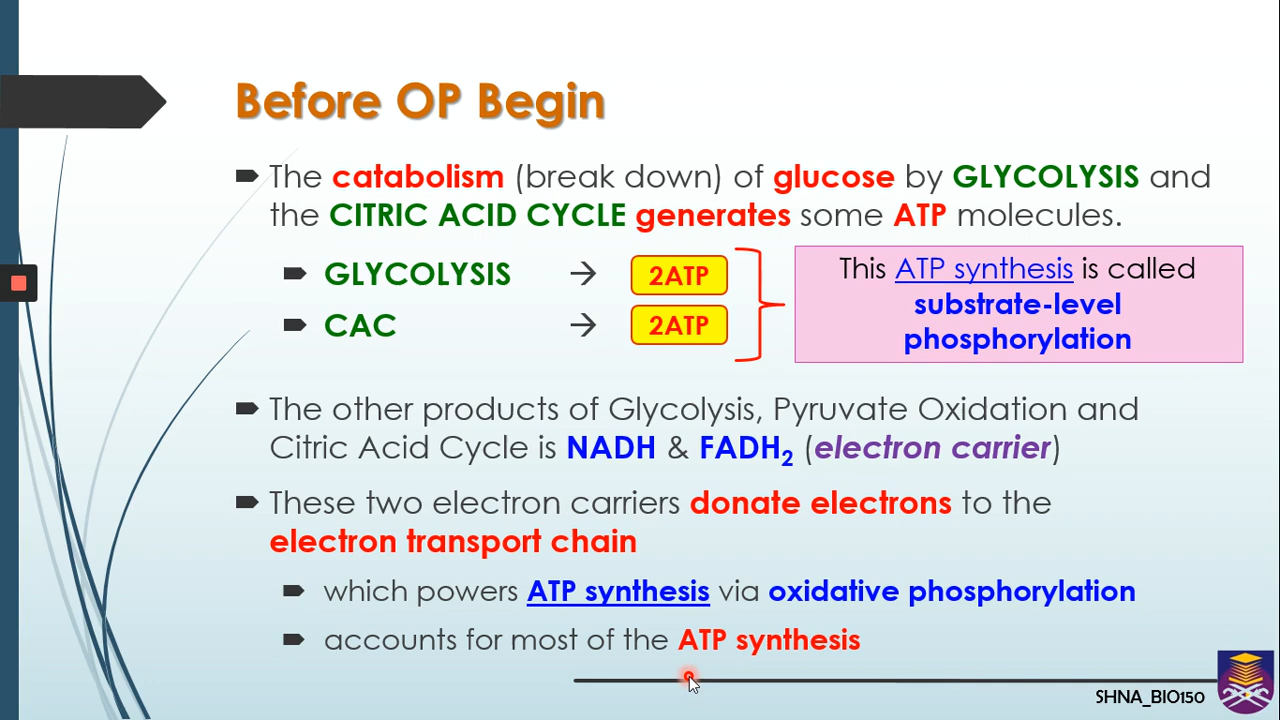 Before OP Begin
The catabolism (break down) of glucose by GLYCOLYSIS and
the CITRIC ACID CYCLE generates some ATP molecules.
GLYCOLYSIS → 2ATP
CAC → 2ATP
This ATP synthesis is called
substrate-level
phosphorylation
The other products of Glycolysis, Pyruvate Oxidation and
Citric Acid Cycle is NADH & FADH₂ (electron carrier)
These two electron carriers donate electrons to the
electron transport chain
which powers ATP synthesis via oxidative phosphorylation
accounts for most of the ATP synthesis
SHNA_BIO150